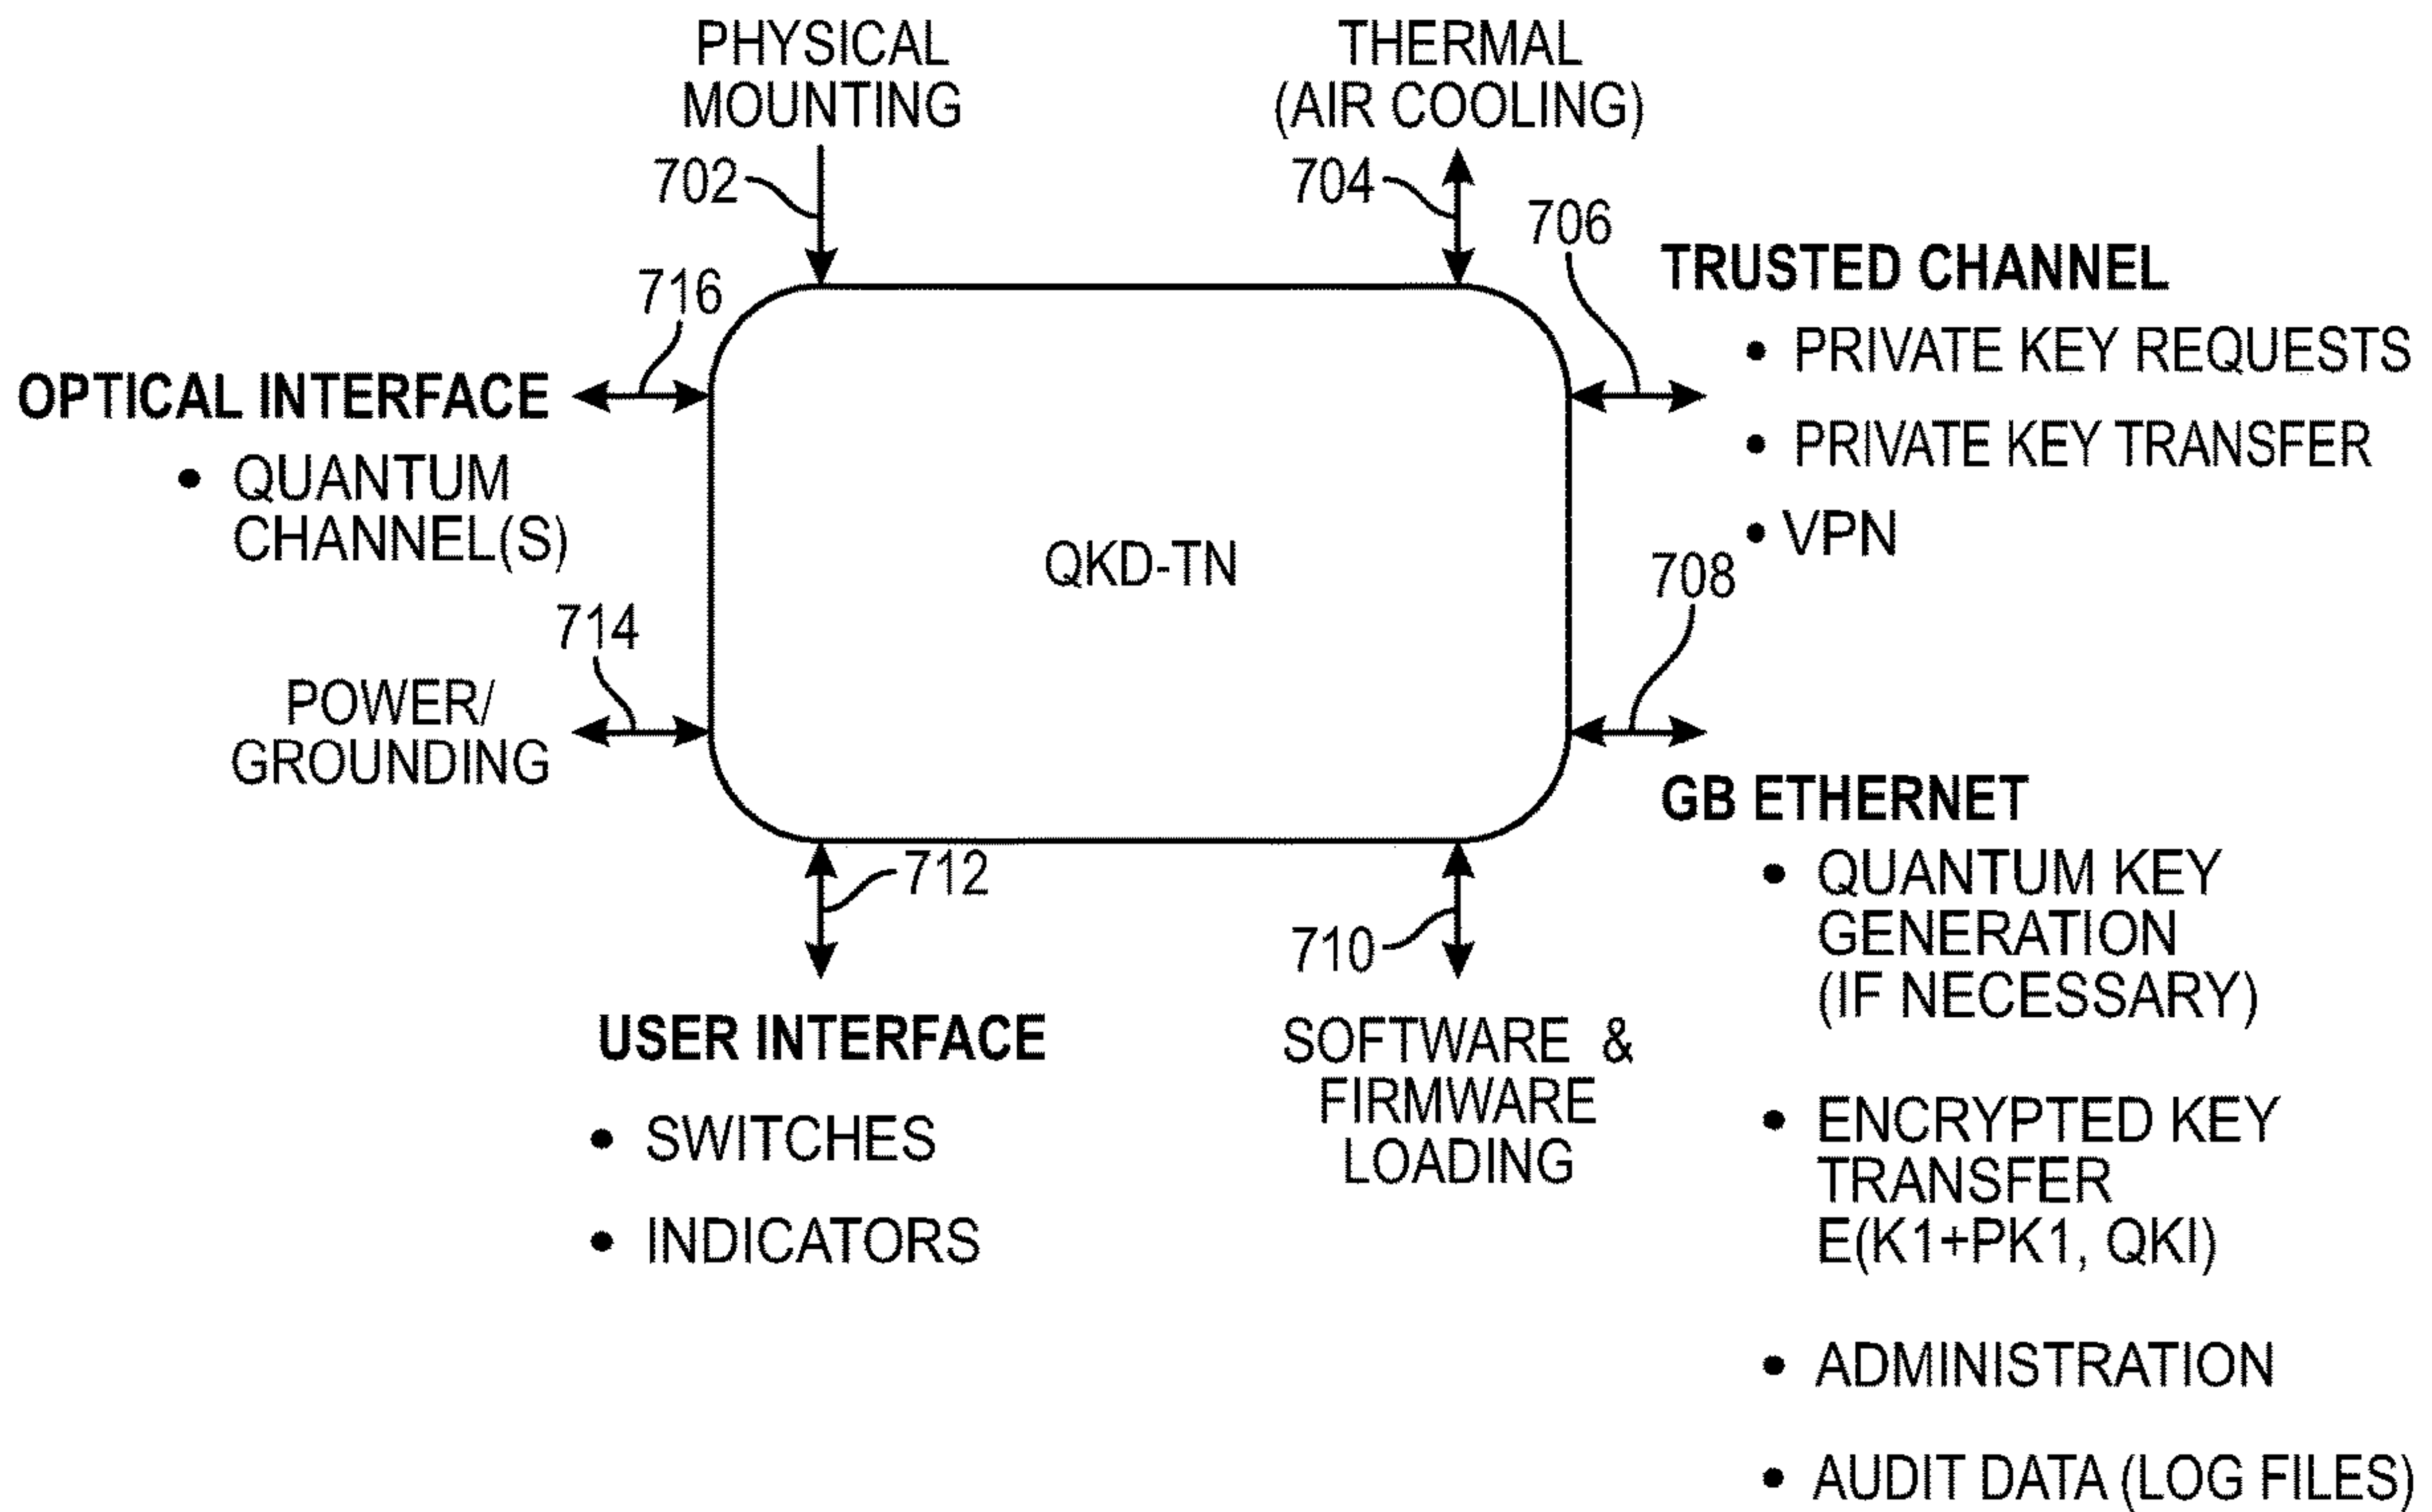 PHYSICAL
MOUNTING
702
THERMAL
(AIR COOLING)
704
706
TRUSTED CHANNEL
• PRIVATE KEY REQUESTS
• PRIVATE KEY TRANSFER
• VPN
716
OPTICAL INTERFACE
• QUANTUM
CHANNEL(S)
QKD-TN
708
714
POWER/
GROUNDING
GB ETHERNET
• QUANTUM KEY
GENERATION
(IF NECESSARY)
• ENCRYPTED KEY
TRANSFER
E(K1+PK1, QKI)
• ADMINISTRATION
• AUDIT DATA (LOG FILES)
712
USER INTERFACE
• SWITCHES
• INDICATORS
710
SOFTWARE &
FIRMWARE
LOADING